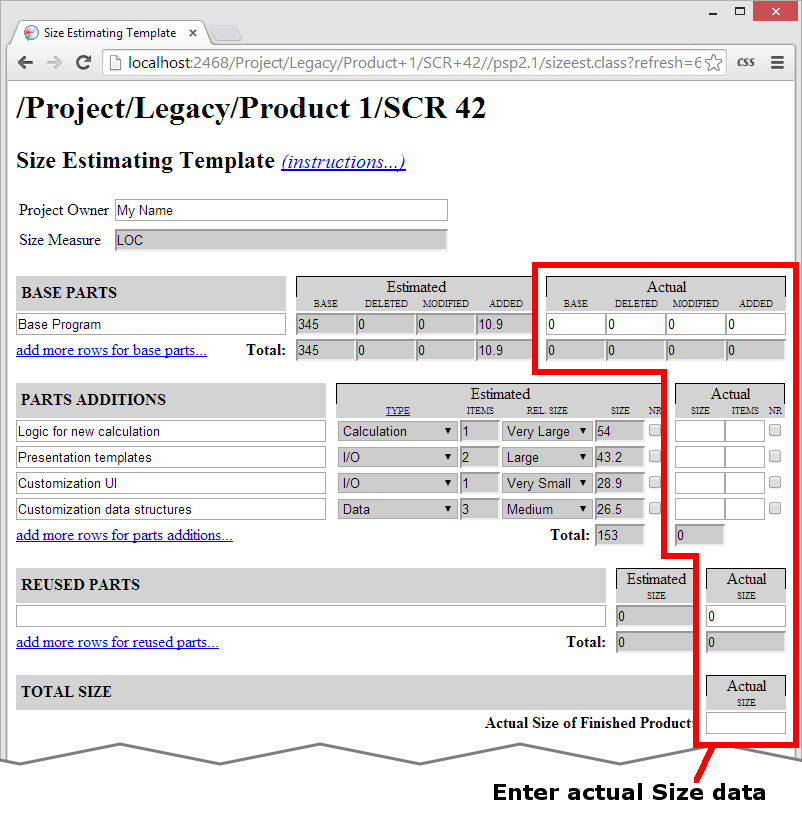 Size Estimating Template
localhost:2468/Project/Legacy/Product+1/SCR+42//psp2.1/sizeest.class?refresh=6
css
/Project/Legacy/Product 1/SCR 42
Size Estimating Template (instructions...)
Project Owner My Name
Size Measure LOC
BASE PARTS Estimated Actual
BASE DELETED MODIFIED ADDED BASE DELETED MODIFIED ADDED
Base Program 345 0 0 10.9 0 0 0 0
add more rows for base parts... Total: 345 0 0 10.9 0 0 0 0
PARTS ADDITIONS Estimated Actual
TYPE ITEMS REL. SIZE SIZE NR SIZE ITEMS NR
Logic for new calculation Calculation 1 Very Large 54
Presentation templates I/O 2 Large 43.2
Customization UI I/O 1 Very Small 28.9
Customization data structures Data 3 Medium 26.5
add more rows for parts additions... Total: 153 0
REUSED PARTS Estimated Actual
SIZE SIZE
0 0
add more rows for reused parts... Total: 0 0
TOTAL SIZE Actual
SIZE
Actual Size of Finished Product:
Enter actual Size data